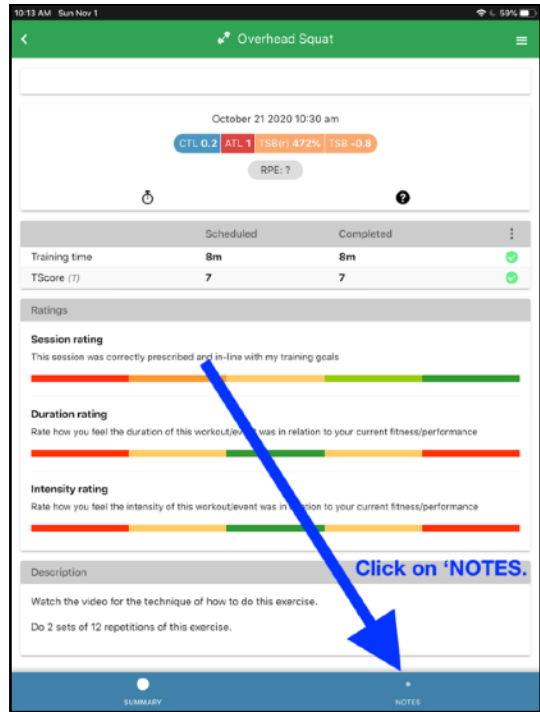 10:13 AM Sun Nov 1 59%
Overhead Squat
October 21 2020 10:30 am
CTL 0.2 ATL 1 TSB(r) 472% TSB -0.8
RPE: ?
Scheduled Completed
Training time 8m 8m
TScore (7) 7 7
Ratings
Session rating
This session was correctly prescribed and in-line with my training goals
Duration rating
Rate how you feel the duration of this workout/event was in relation to your current fitness/performance
Intensity rating
Rate how you feel the intensity of this workout/event was in relation to your current fitness/performance
Click on ‘NOTES.
Description
Watch the video for the technique of how to do this exercise.
Do 2 sets of 12 repetitions of this exercise.
SUMMARY NOTES